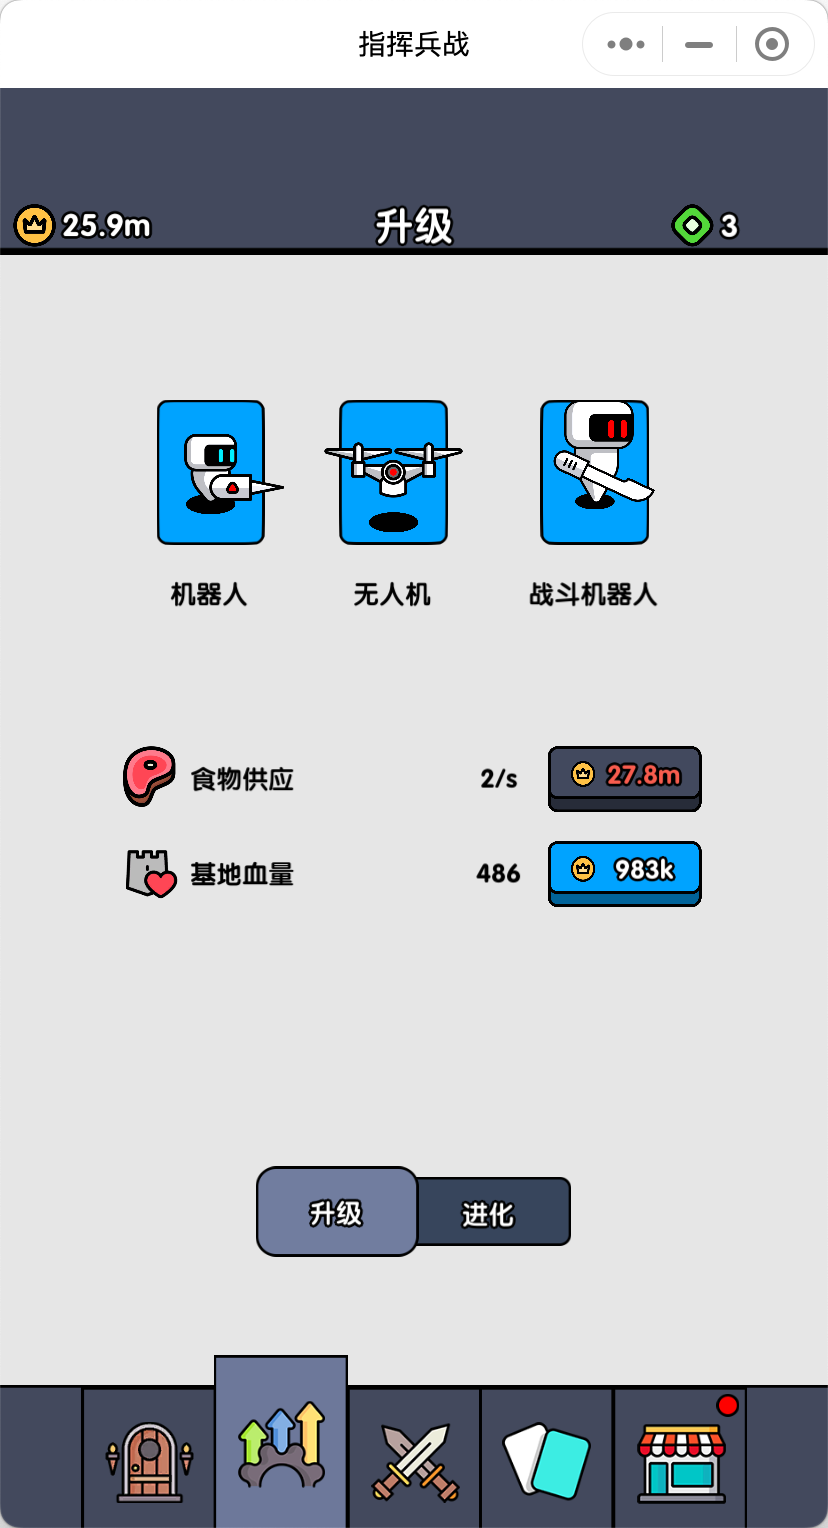 指挥兵战
25.9m 升级 3
机器人 无人机 战斗机器人
食物供应 2/s 27.8m
基地血量 486 983k
升级 进化